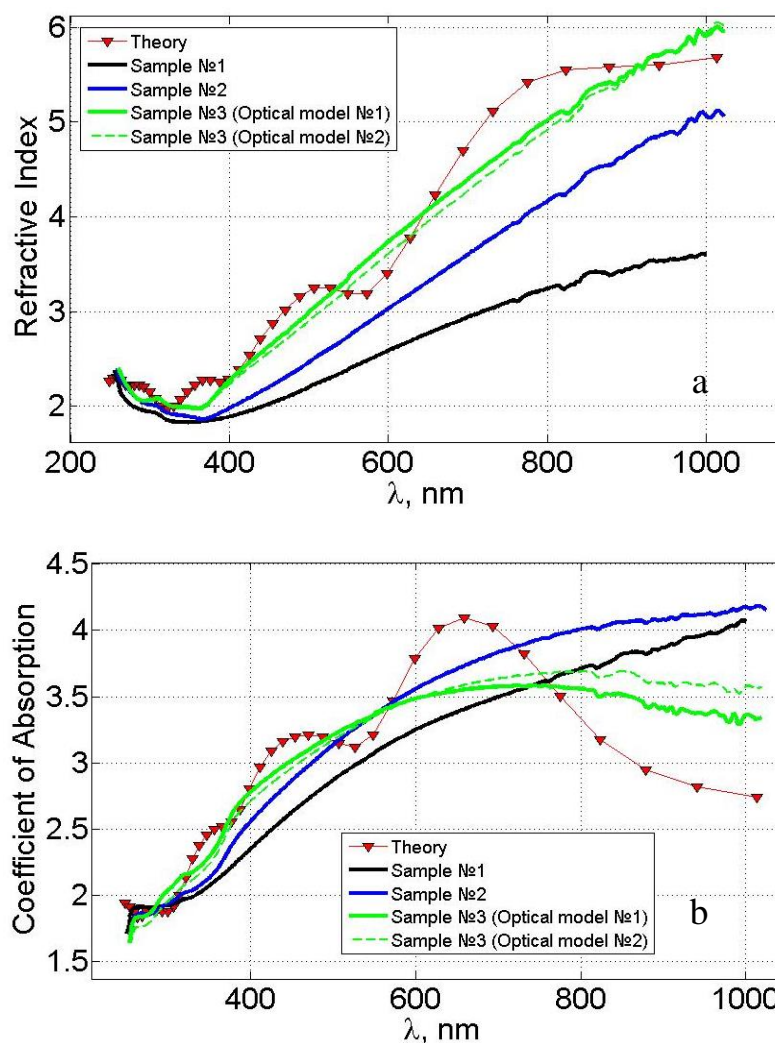 6
5
4
3
2
Refractive Index
Theory
Sample №1
Sample №2
Sample №3 (Optical model №1)
Sample №3 (Optical model №2)
a
200
400
600
800
1000
λ, nm
4.5
4
3.5
3
2.5
2
1.5
Coefficient of Absorption
Theory
Sample №1
Sample №2
Sample №3 (Optical model №1)
Sample №3 (Optical model №2)
b
400
600
800
1000
λ, nm